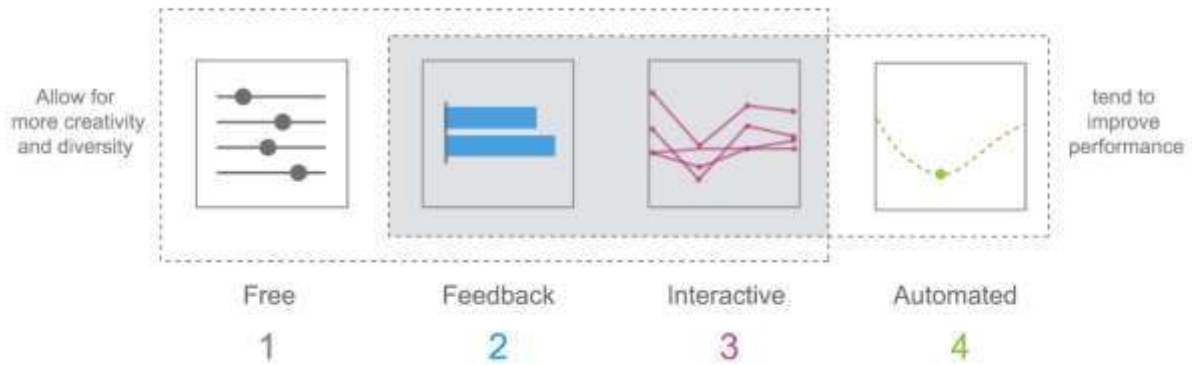 Allow for
more creativity
and diversity
tend to
improve
performance
Free
Feedback
Interactive
Automated
1
2
3
4